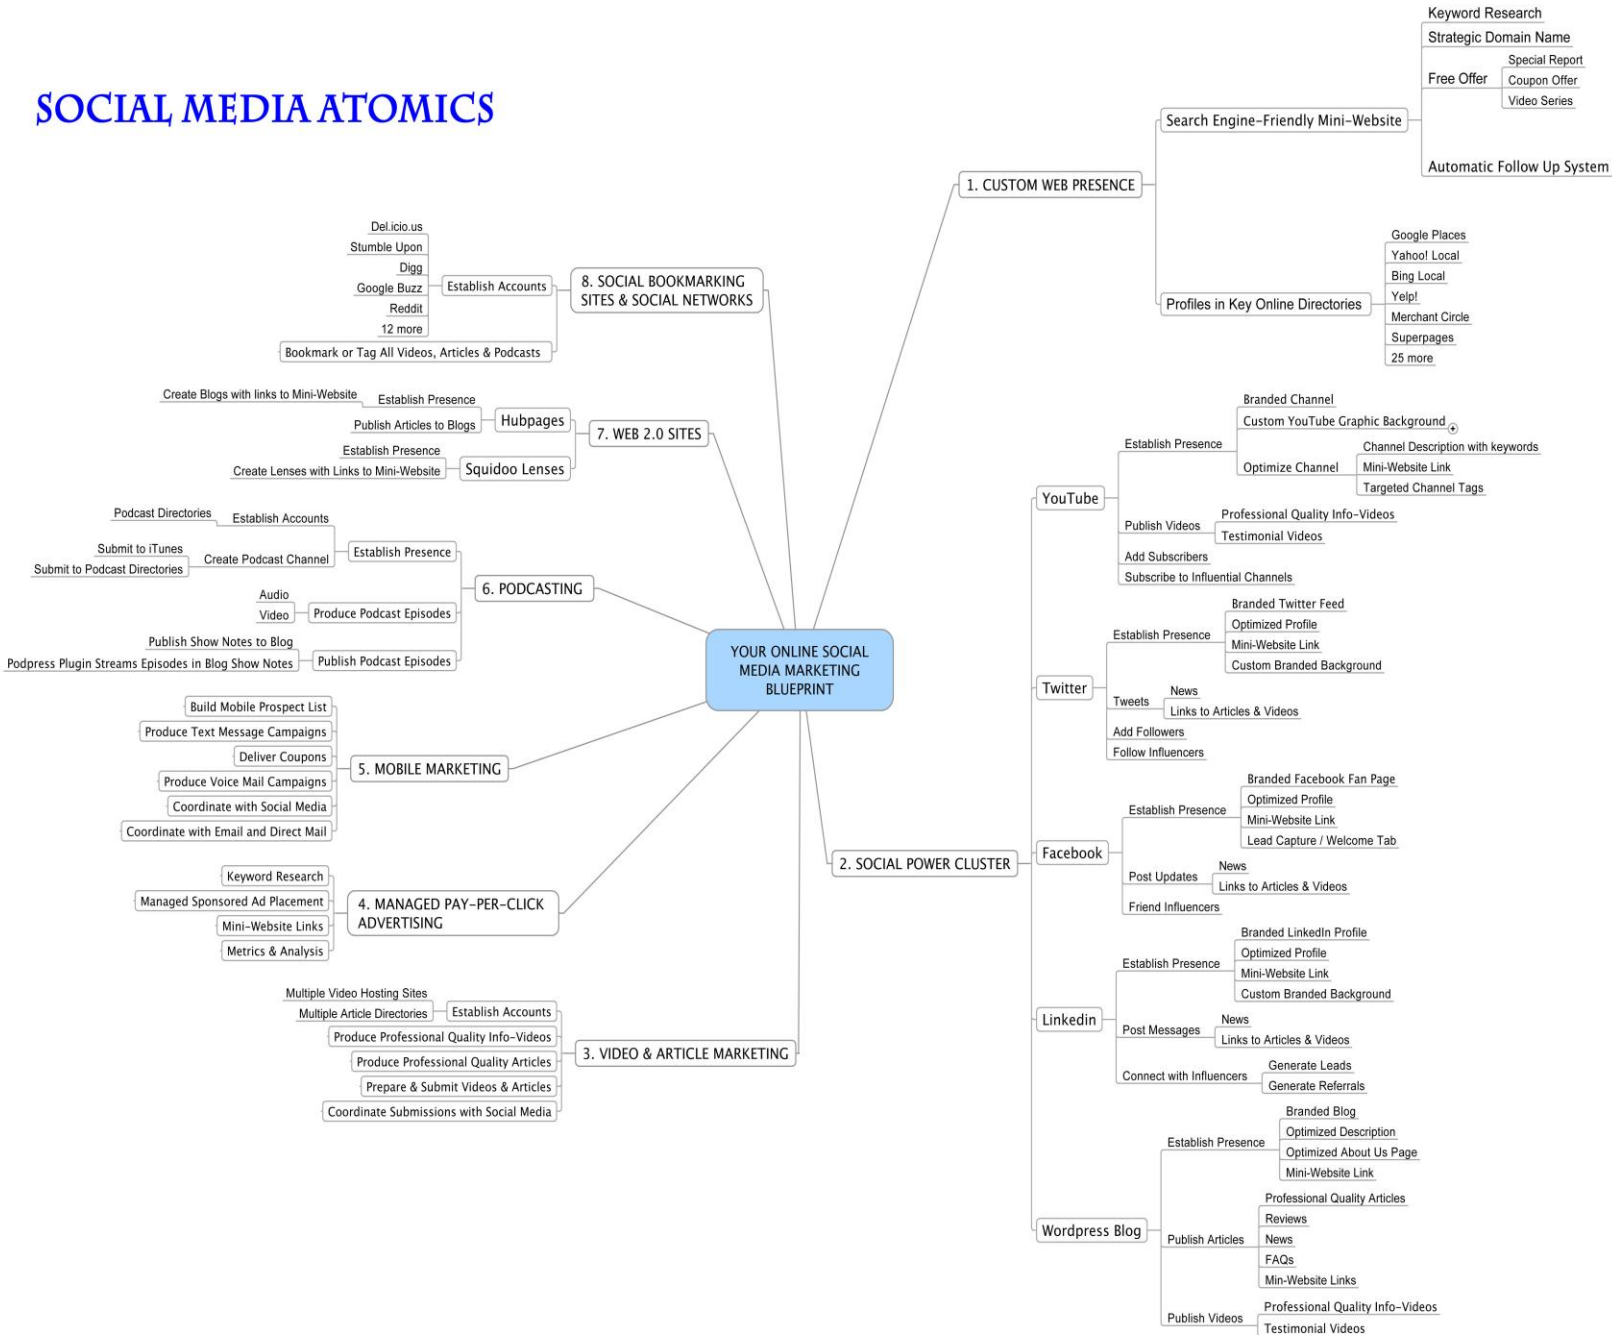 SOCIAL MEDIA ATOMICS
YOUR ONLINE SOCIAL
MEDIA MARKETING
BLUEPRINT
1. CUSTOM WEB PRESENCE
Search Engine-Friendly Mini-Website
Keyword Research
Strategic Domain Name
Free Offer
Special Report
Coupon Offer
Video Series
Automatic Follow Up System
Profiles in Key Online Directories
Google Places
Yahoo! Local
Bing Local
Yelp!
Merchant Circle
Superpages
25 more
2. SOCIAL POWER CLUSTER
YouTube
Establish Presence
Branded Channel
Custom YouTube Graphic Background
Optimize Channel
Channel Description with keywords
Mini-Website Link
Targeted Channel Tags
Publish Videos
Professional Quality Info-Videos
Testimonial Videos
Add Subscribers
Subscribe to Influential Channels
Twitter
Establish Presence
Branded Twitter Feed
Optimized Profile
Mini-Website Link
Custom Branded Background
Tweets
News
Links to Articles & Videos
Add Followers
Follow Influencers
Facebook
Establish Presence
Branded Facebook Fan Page
Optimized Profile
Mini-Website Link
Lead Capture / Welcome Tab
Post Updates
News
Links to Articles & Videos
Friend Influencers
Linkedin
Establish Presence
Branded LinkedIn Profile
Optimized Profile
Mini-Website Link
Custom Branded Background
Post Messages
News
Links to Articles & Videos
Connect with Influencers
Generate Leads
Generate Referrals
Wordpress Blog
Establish Presence
Branded Blog
Optimized Description
Optimized About Us Page
Mini-Website Link
Publish Articles
Professional Quality Articles
Reviews
News
FAQs
Min-Website Links
Publish Videos
Professional Quality Info-Videos
Testimonial Videos
3. VIDEO & ARTICLE MARKETING
Establish Accounts
Multiple Video Hosting Sites
Multiple Article Directories
Produce Professional Quality Info-Videos
Produce Professional Quality Articles
Prepare & Submit Videos & Articles
Coordinate Submissions with Social Media
4. MANAGED PAY-PER-CLICK
ADVERTISING
Keyword Research
Managed Sponsored Ad Placement
Mini-Website Links
Metrics & Analysis
5. MOBILE MARKETING
Build Mobile Prospect List
Produce Text Message Campaigns
Deliver Coupons
Produce Voice Mail Campaigns
Coordinate with Social Media
Coordinate with Email and Direct Mail
6. PODCASTING
Establish Presence
Establish Accounts
Podcast Directories
Create Podcast Channel
Submit to iTunes
Submit to Podcast Directories
Produce Podcast Episodes
Audio
Video
Publish Podcast Episodes
Publish Show Notes to Blog
Podpress Plugin Streams Episodes in Blog Show Notes
7. WEB 2.0 SITES
Hubpages
Establish Presence
Create Blogs with links to Mini-Website
Publish Articles to Blogs
Squidoo Lenses
Establish Presence
Create Lenses with Links to Mini-Website
8. SOCIAL BOOKMARKING
SITES & SOCIAL NETWORKS
Establish Accounts
Del.icio.us
Stumble Upon
Digg
Google Buzz
Reddit
12 more
Bookmark or Tag All Videos, Articles & Podcasts